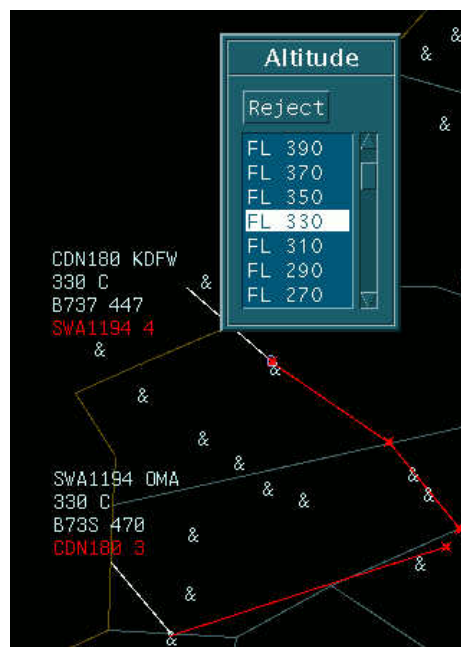 Altitude
Reject
FL 390
FL 370
FL 350
FL 330
FL 310
FL 290
FL 270
CDN180 KDFW
330 C
B737 447
SWA1194 4
SWA1194 OMA
330 C
B73S 470
CDN180 3